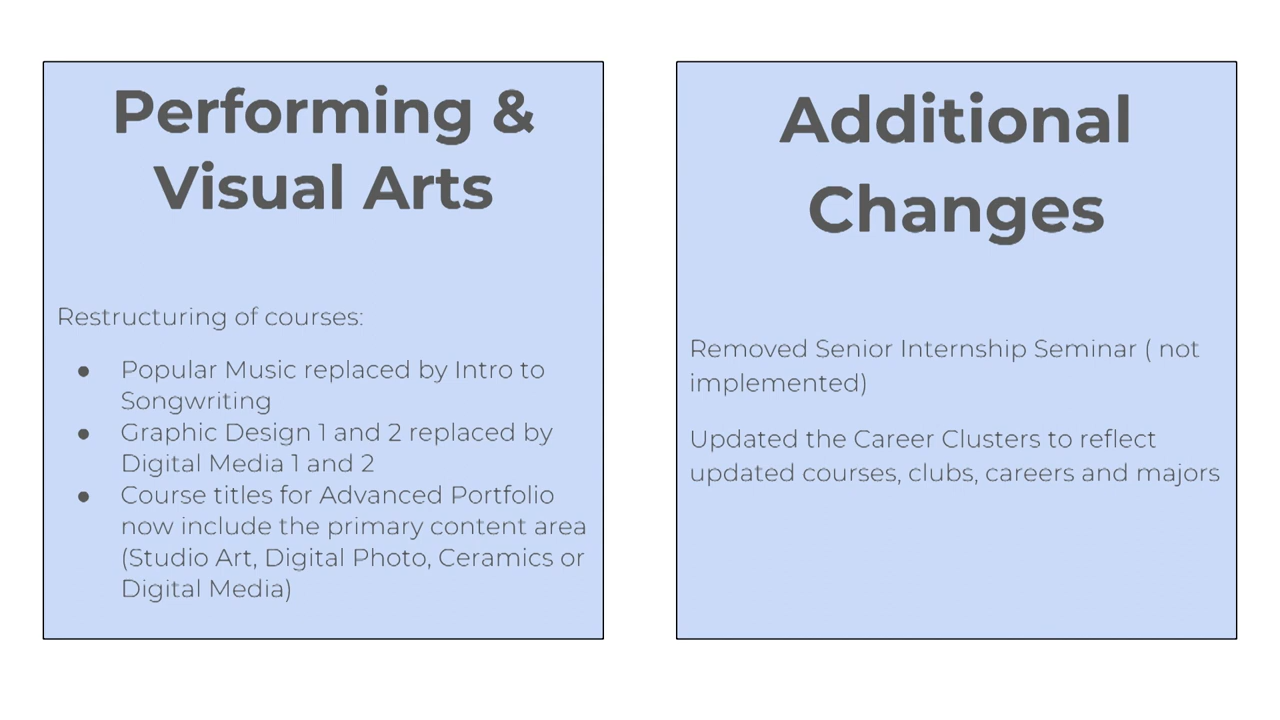 Performing &
Visual Arts
Restructuring of courses:
● Popular Music replaced by Intro to
Songwriting
● Graphic Design 1 and 2 replaced by
Digital Media 1 and 2
● Course titles for Advanced Portfolio
now include the primary content area
(Studio Art, Digital Photo, Ceramics or
Digital Media)
Additional
Changes
Removed Senior Internship Seminar ( not
implemented)
Updated the Career Clusters to reflect
updated courses, clubs, careers and majors